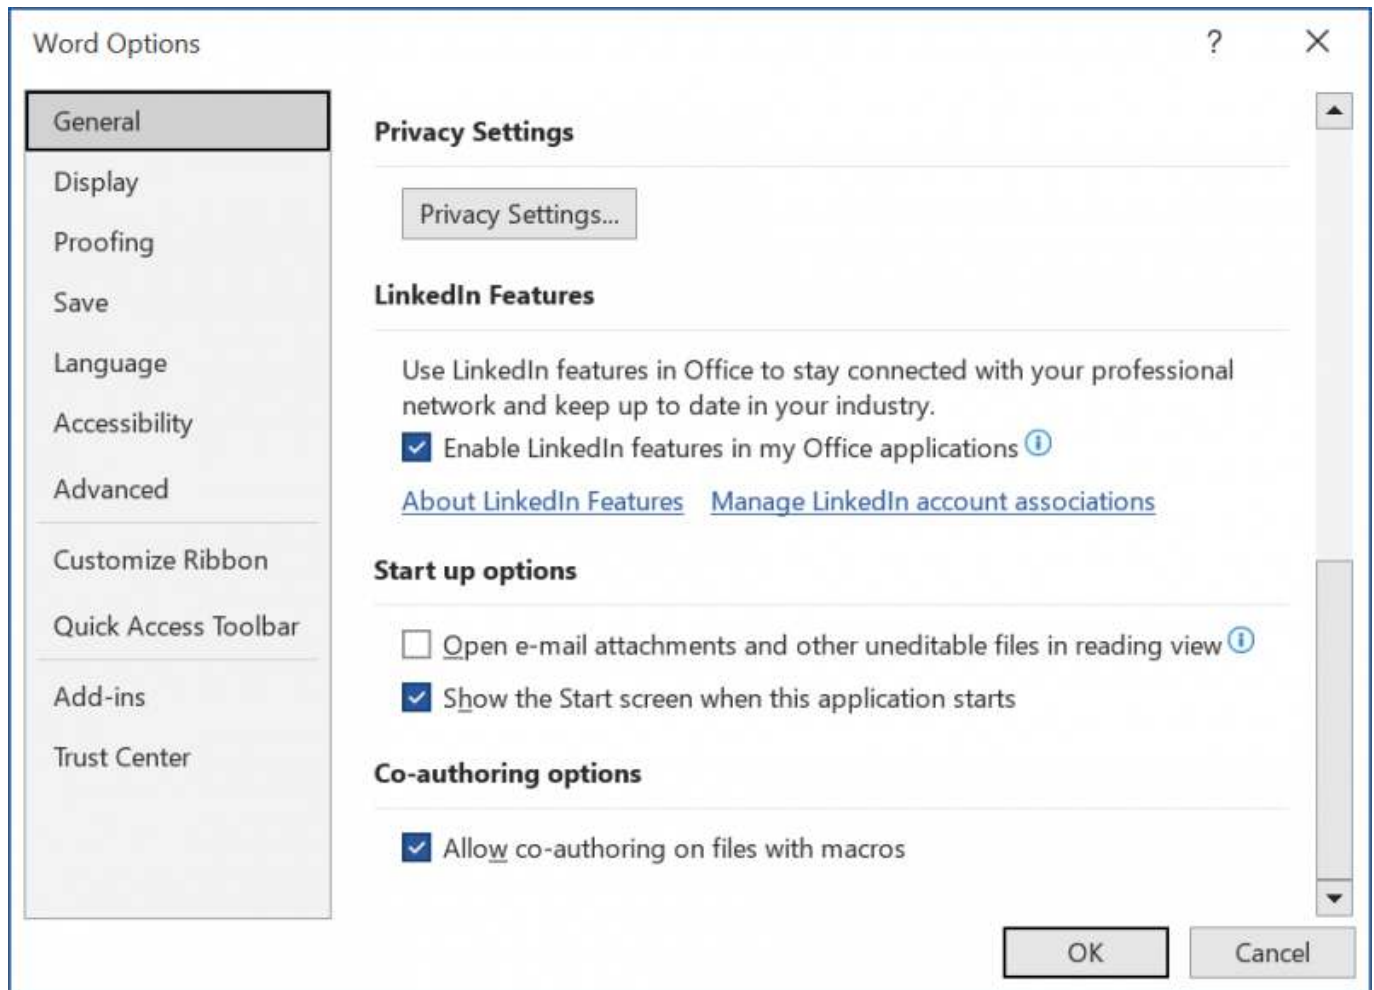 Word Options
?
General
Display
Proofing
Save
Language
Accessibility
Advanced
Customize Ribbon
Quick Access Toolbar
Add-ins
Trust Center
Privacy Settings
Privacy Settings...
LinkedIn Features
Use LinkedIn features in Office to stay connected with your professional
network and keep up to date in your industry.
Enable LinkedIn features in my Office applications
About LinkedIn Features Manage LinkedIn account associations
Start up options
Open e-mail attachments and other uneditable files in reading view
Show the Start screen when this application starts
Co-authoring options
Allow co-authoring on files with macros
OK Cancel